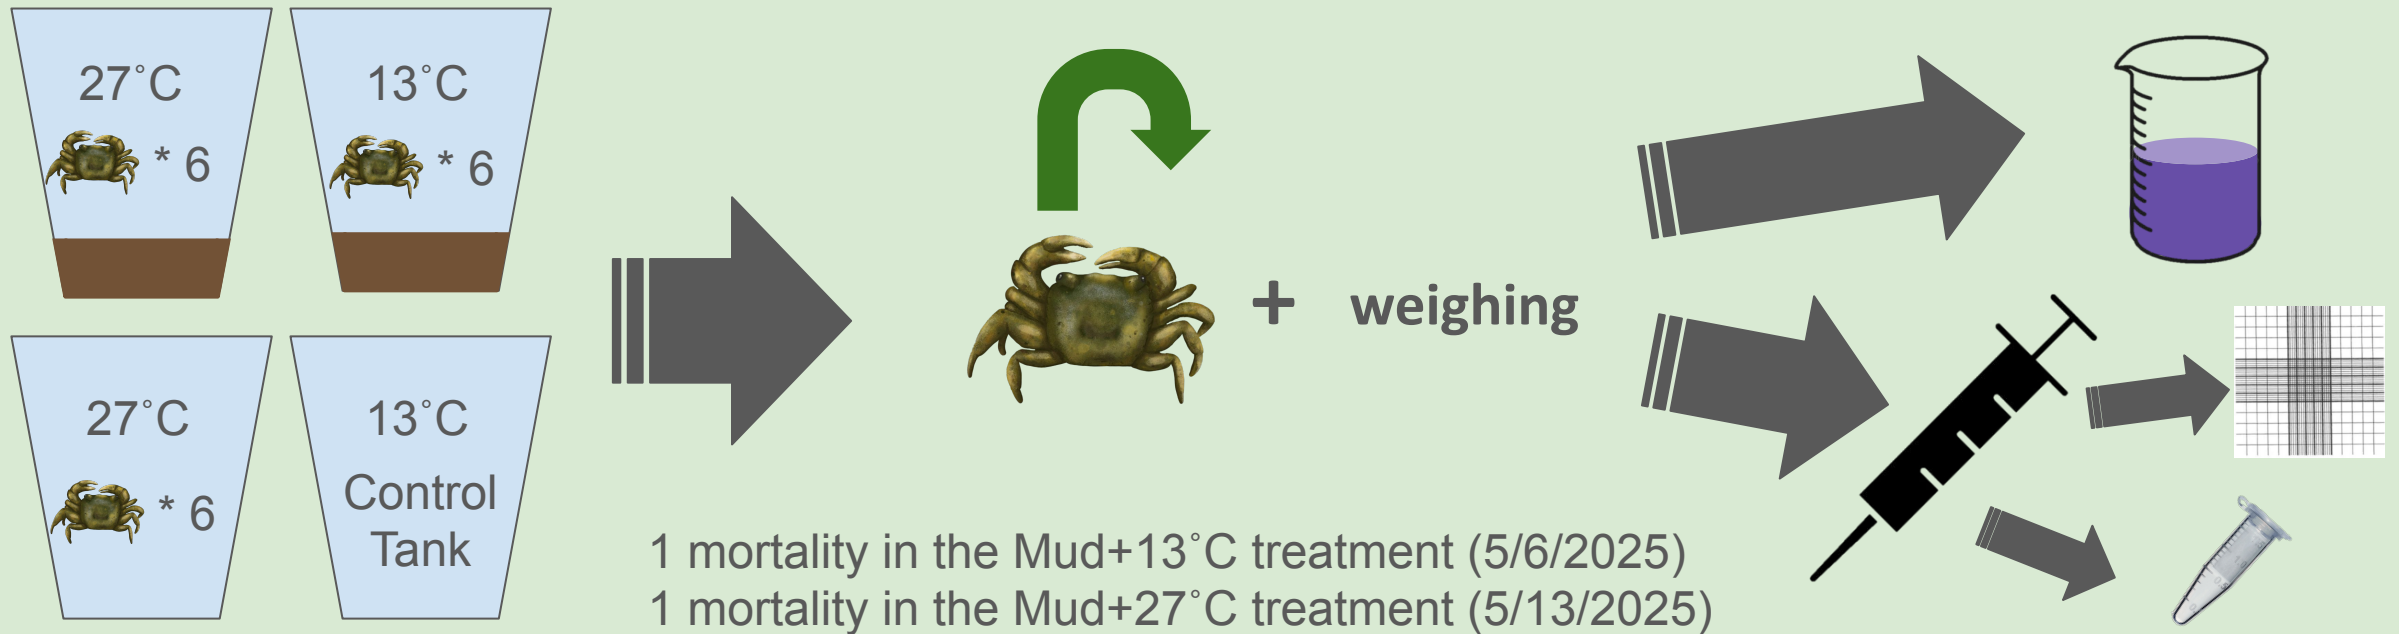 27˚C
* 6
13˚C
* 6
27˚C
* 6
13˚C
Control
Tank
+ weighing
1 mortality in the Mud+13˚C treatment (5/6/2025)
1 mortality in the Mud+27˚C treatment (5/13/2025)